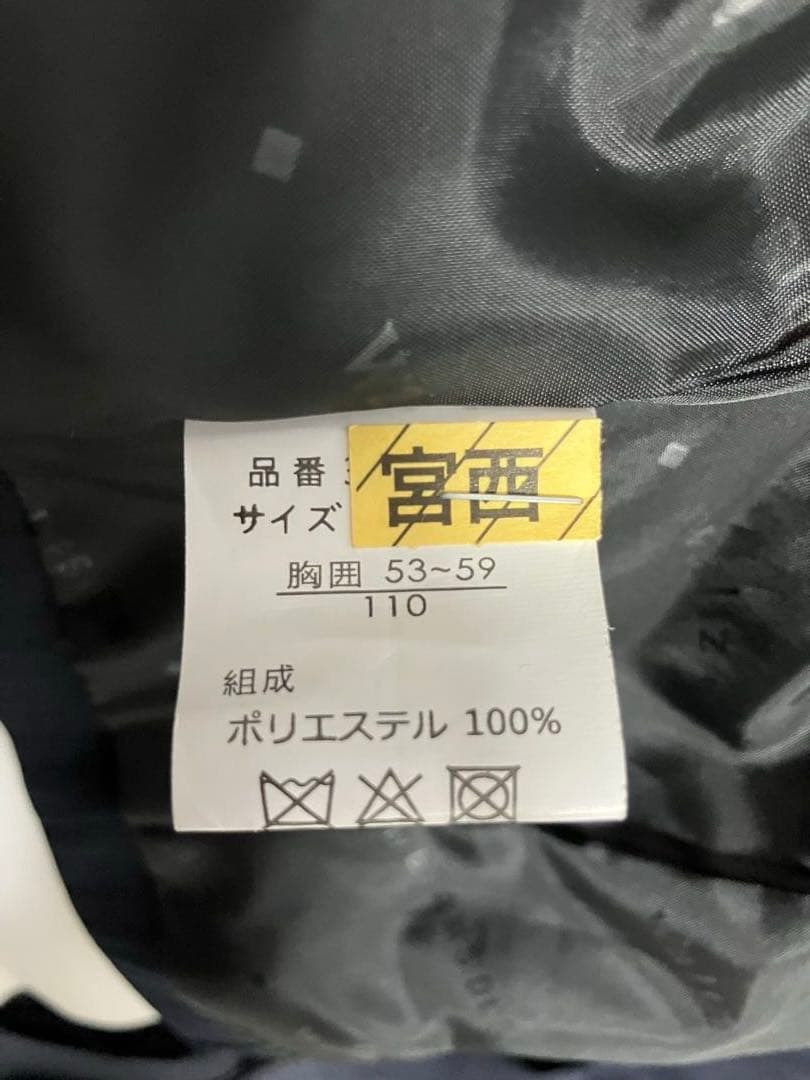 品番
宮西
サイズ
胸囲 53~59
110
組成
ポリエステル 100%